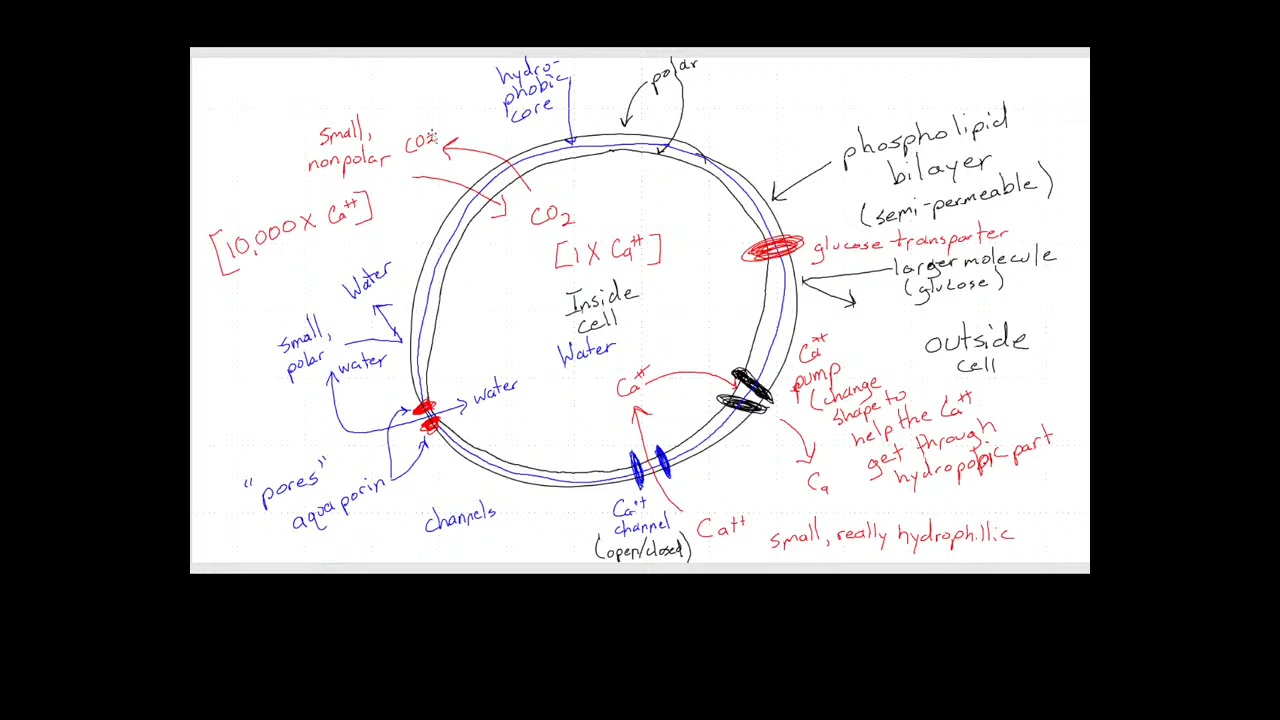 hydro-
phobic
core
polar
small,
nonpolar CO2
[10,000 X Ca++]
CO2
[1 X Ca++]
Inside
cell
Water
phospholipid
bilayer
(semi-permeable)
glucose transporter
larger molecule
(glucose)
outside
cell
Water
small,
polar
water
water
"pores"
aquaporin
channels
Ca++
Ca++
channel
(open/closed)
Ca++
small, really hydrophillic
Ca++
pump
(change
shape to
help the Ca++
get through
hydropobic part
Ca